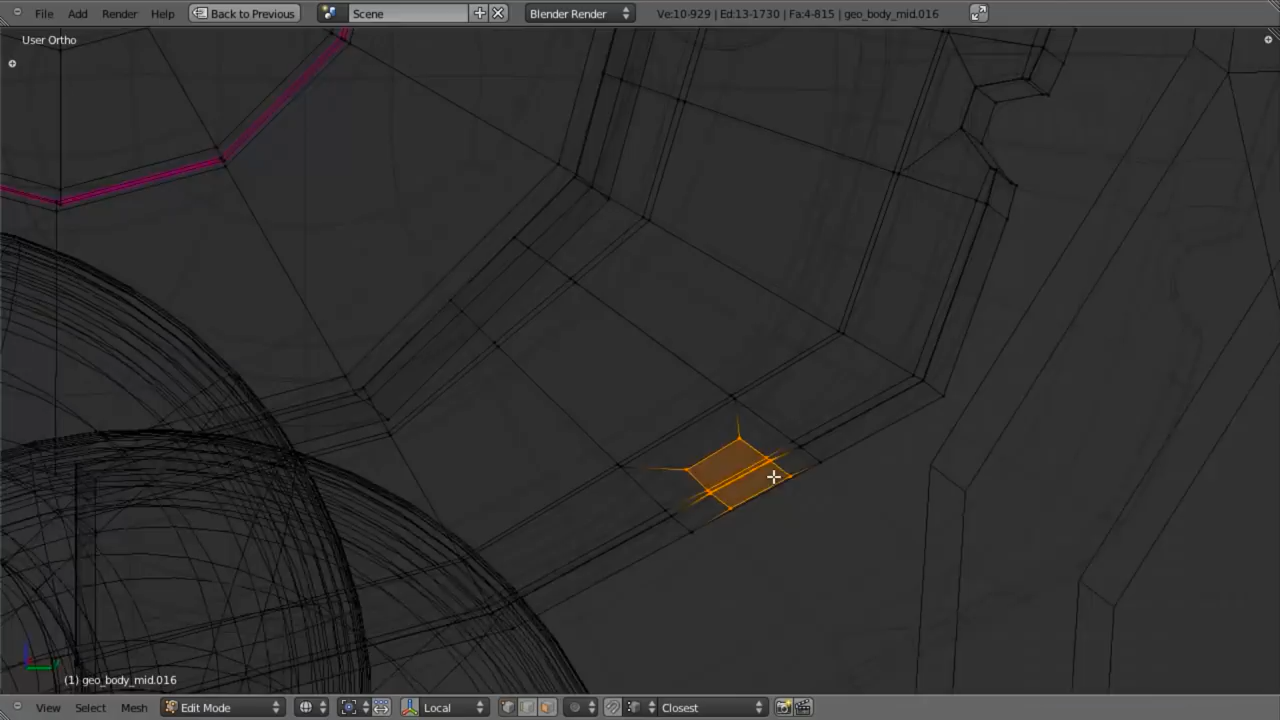 File Add Render Help Back to Previous Scene Blender Render Ve:10-929 | Ed:13-1730 | Fa:4-815 | geo_body_mid.016
User Ortho
(1) geo_body_mid.016
View Select Mesh Edit Mode Local Closest